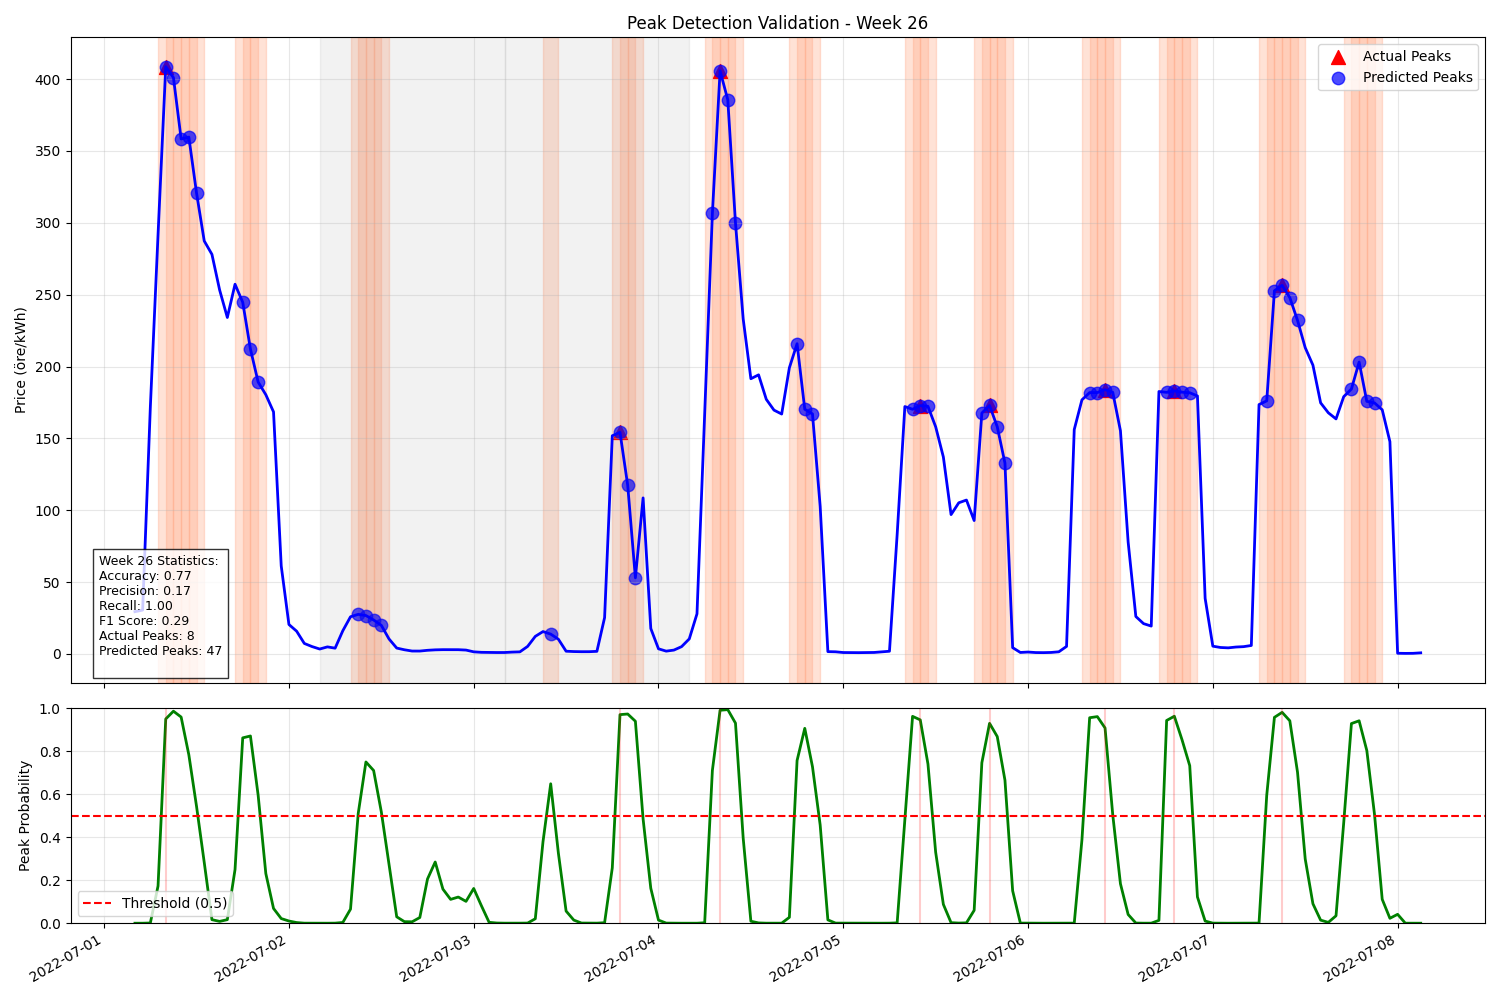 Peak Detection Validation - Week 26
Price (öre/kWh)
400
350
300
250
200
150
100
50
0
Actual Peaks
Predicted Peaks
Week 26 Statistics:
Accuracy: 0.77
Precision: 0.17
Recall: 1.00
F1 Score: 0.29
Actual Peaks: 8
Predicted Peaks: 47
Peak Probability
1.0
0.8
0.6
0.4
0.2
0.0
Threshold (0.5)
2022-07-01
2022-07-02
2022-07-03
2022-07-04
2022-07-05
2022-07-06
2022-07-07
2022-07-08